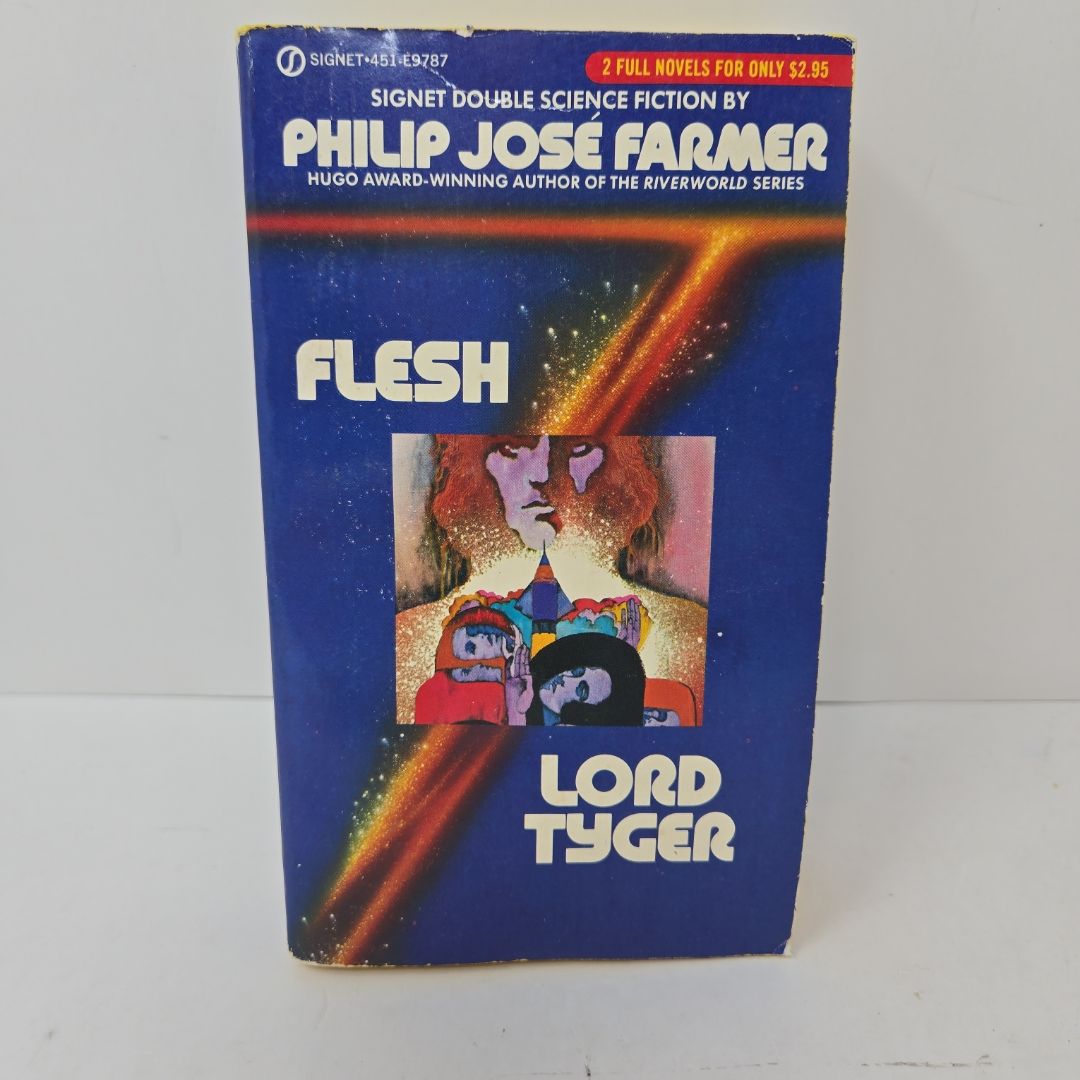 SIGNET•451-E9787
2 FULL NOVELS FOR ONLY $2.95
SIGNET DOUBLE SCIENCE FICTION BY
PHILIP JOSÉ FARMER
HUGO AWARD-WINNING AUTHOR OF THE RIVERWORLD SERIES
FLESH
LORD
TYGER